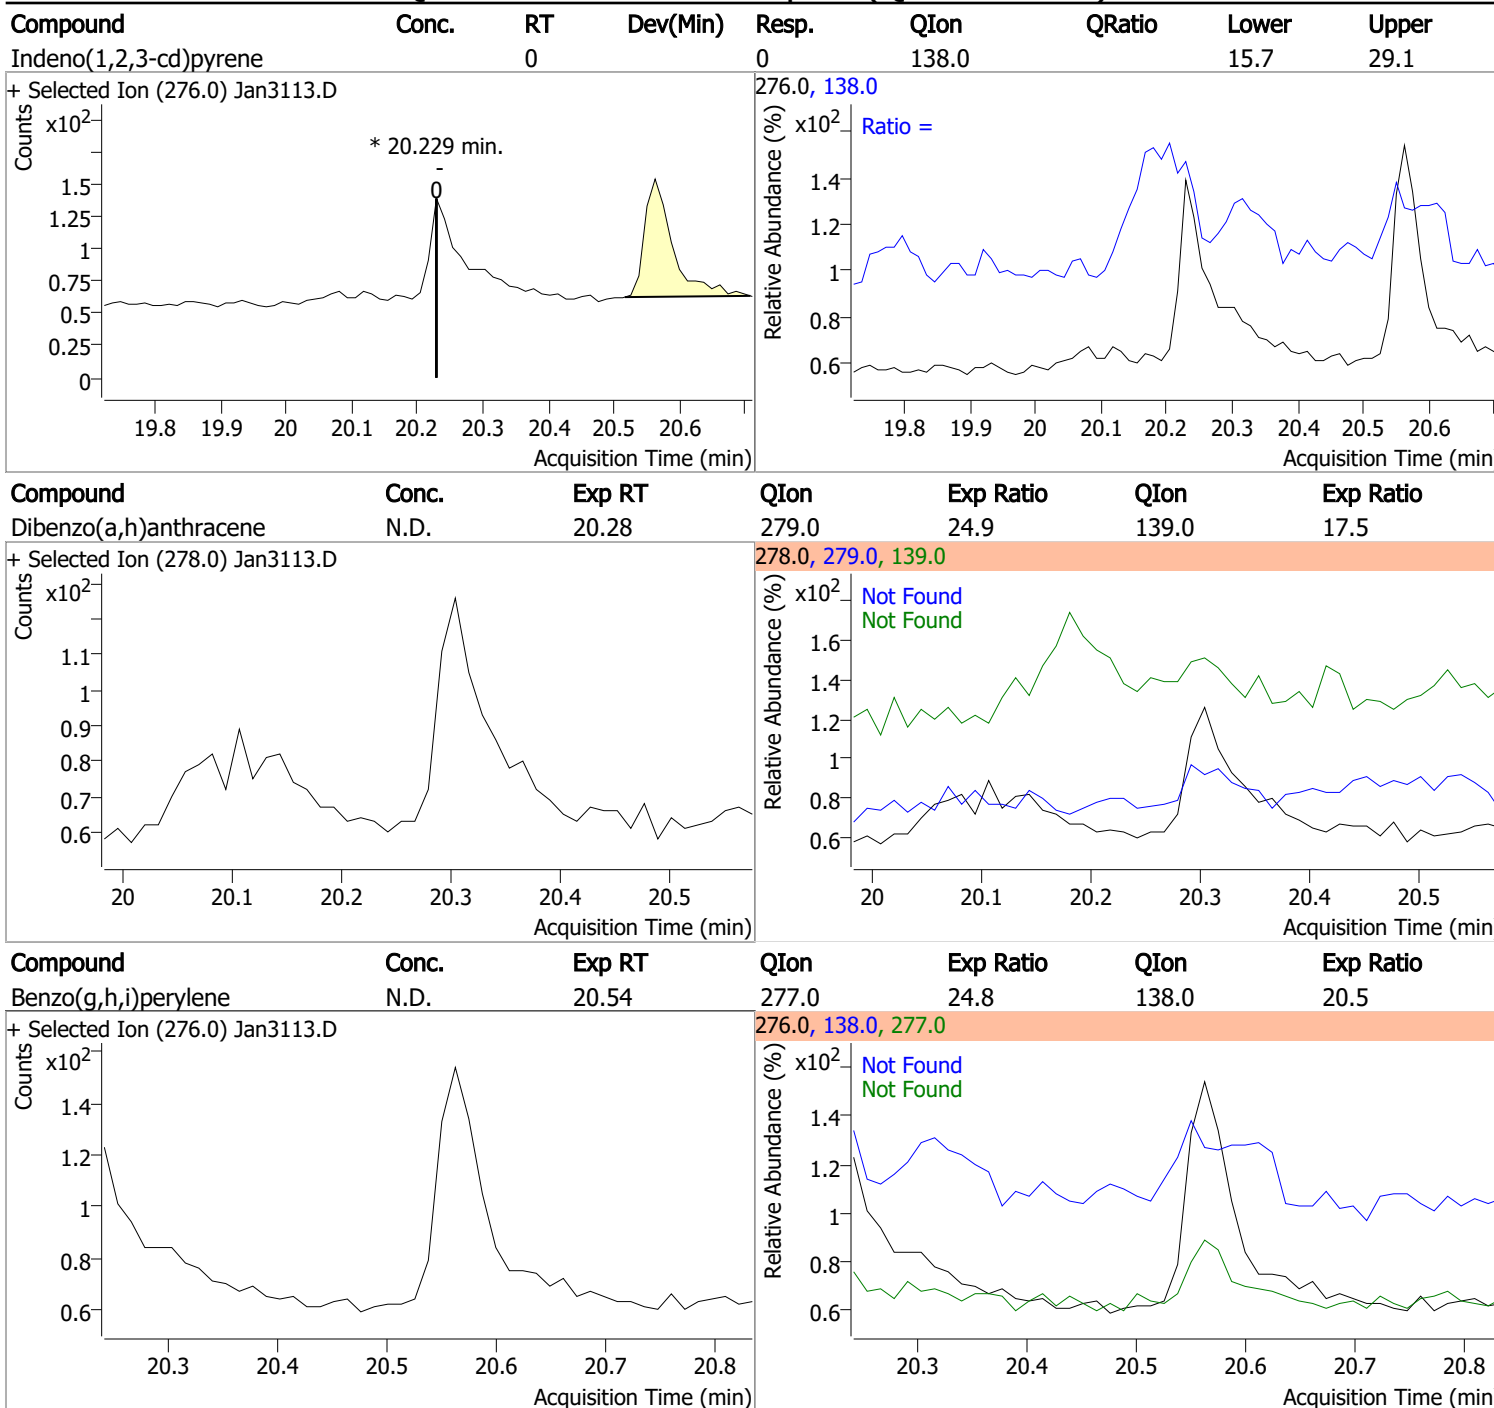 Compound Conc. RT Dev(Min) Resp. QIon QRatio Lower Upper
Indeno(1,2,3-cd)pyrene 0 0 138.0 15.7 29.1
+ Selected Ion (276.0) Jan3113.D
Counts
x10²
1.5
1.25
1
0.75
0.5
0.25
0
* 20.229 min.
-
0
19.8 19.9 20 20.1 20.2 20.3 20.4 20.5 20.6
Acquisition Time (min)
276.0, 138.0
Relative Abundance (%)
x10²
Ratio =
1.4
1.2
1
0.8
0.6
19.8 19.9 20 20.1 20.2 20.3 20.4 20.5 20.6
Acquisition Time (min
Compound Conc. Exp RT QIon Exp Ratio QIon Exp Ratio
Dibenzo(a,h)anthracene N.D. 20.28 279.0 24.9 139.0 17.5
+ Selected Ion (278.0) Jan3113.D
Counts
x10²
1.1
1
0.9
0.8
0.7
0.6
20 20.1 20.2 20.3 20.4 20.5
Acquisition Time (min)
278.0, 279.0, 139.0
Relative Abundance (%)
x10²
Not Found
Not Found
1.6
1.4
1.2
1
0.8
0.6
20 20.1 20.2 20.3 20.4 20.5
Acquisition Time (min
Compound Conc. Exp RT QIon Exp Ratio QIon Exp Ratio
Benzo(g,h,i)perylene N.D. 20.54 277.0 24.8 138.0 20.5
+ Selected Ion (276.0) Jan3113.D
Counts
x10²
1.4
1.2
1
0.8
0.6
20.3 20.4 20.5 20.6 20.7 20.8
Acquisition Time (min)
276.0, 138.0, 277.0
Relative Abundance (%)
x10²
Not Found
Not Found
1.4
1.2
1
0.8
0.6
20.3 20.4 20.5 20.6 20.7 20.8
Acquisition Time (min